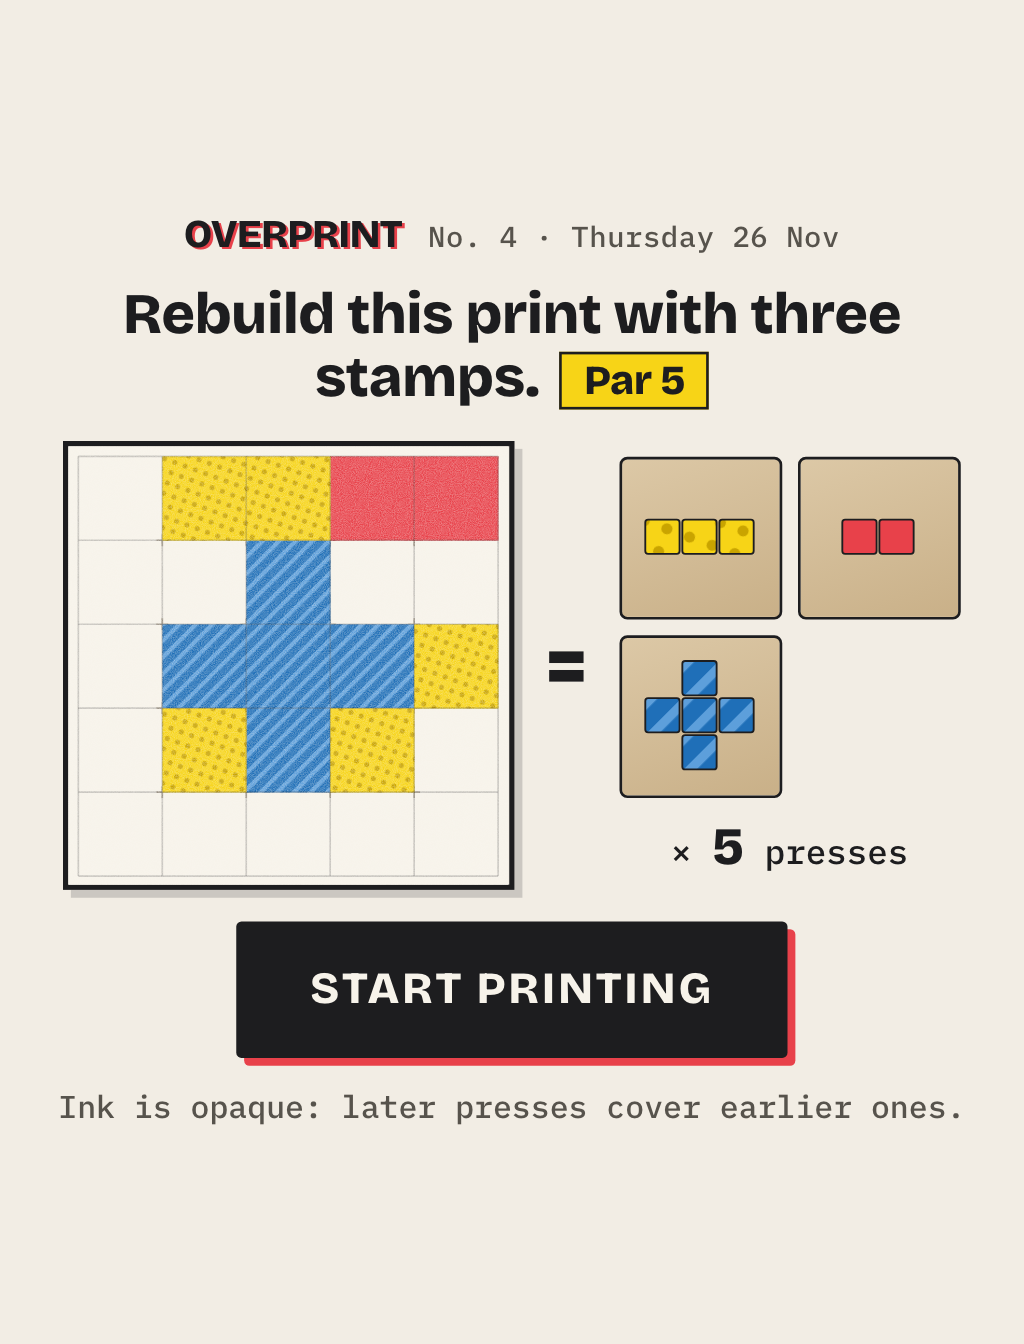 OVERPRINT No. 4 · Thursday 26 Nov
Rebuild this print with three
stamps. Par 5
=
× 5 presses
START PRINTING
Ink is opaque: later presses cover earlier ones.